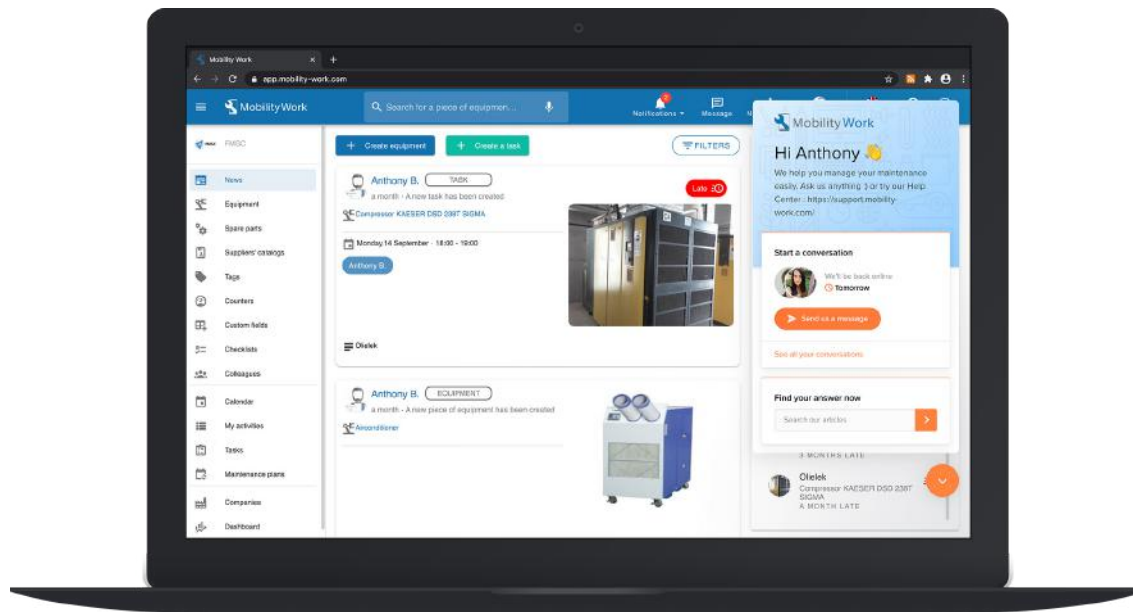 Mobility Work
app.mobility-work.com
MobilityWork
Search for a piece of equipmen...
Notifications
Message
FMGC
News
Equipment
Spare parts
Suppliers' catalogs
Tags
Counters
Custom fields
Checklists
Colleagues
Calendar
My activities
Tasks
Maintenance plans
Companies
Dashboard
+ Create equipment
+ Create a task
FILTERS
Anthony B. TASK
a month - A new task has been created
Compressor KAESER DSD 238T SIGMA
Late
Monday 14 September - 18:00 - 19:00
Anthony B.
Olielek
Anthony B. EQUIPMENT
a month - A new piece of equipment has been created
Airconditioner
MobilityWork
Hi Anthony 👋
We help you manage your maintenance
easily. Ask us anything :) or try our Help
Center : https://support.mobility-
work.com/
Start a conversation
We'll be back online
Tomorrow
Send us a message
See all your conversations
Find your answer now
Search our articles
3 MONTHS LATE
Olielek
Compressor KAESER DSD 238T
SIGMA
A MONTH LATE